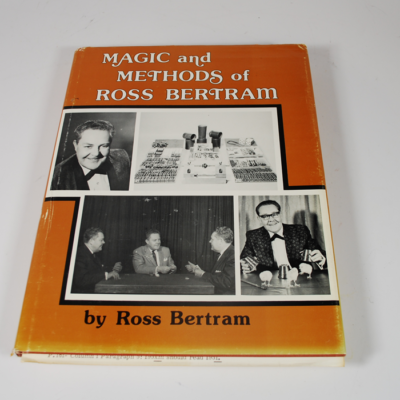 MAGIC and
METHODS of
ROSS BERTRAM
by Ross Bertram